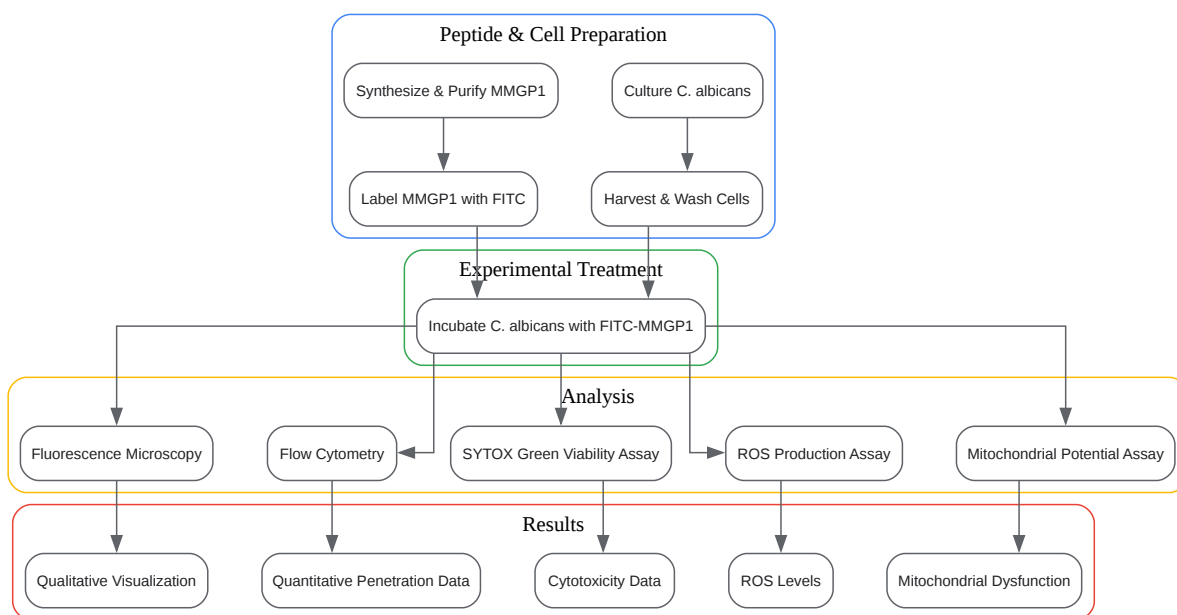 Peptide & Cell Preparation
Synthesize & Purify MMGP1
Culture C. albicans
Label MMGP1 with FITC
Harvest & Wash Cells
Experimental Treatment
Incubate C. albicans with FITC-MMGP1
Analysis
Fluorescence Microscopy
Flow Cytometry
SYTOX Green Viability Assay
ROS Production Assay
Mitochondrial Potential Assay
Results
Qualitative Visualization
Quantitative Penetration Data
Cytotoxicity Data
ROS Levels
Mitochondrial Dysfunction